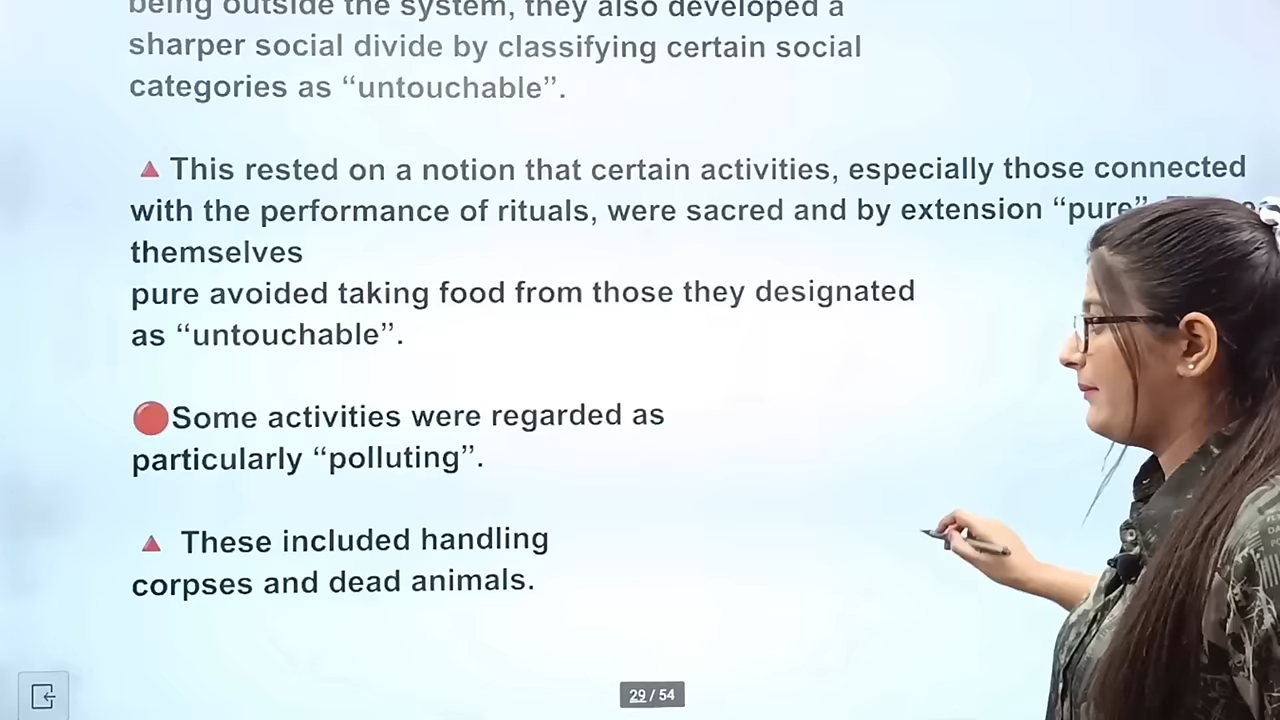 being outside the system, they also developed a
sharper social divide by classifying certain social
categories as “untouchable”.
🔺This rested on a notion that certain activities, especially those connected
with the performance of rituals, were sacred and by extension “pure”.
themselves
pure avoided taking food from those they designated
as “untouchable”.
🔴Some activities were regarded as
particularly “polluting”.
🔺 These included handling
corpses and dead animals.
29 / 54